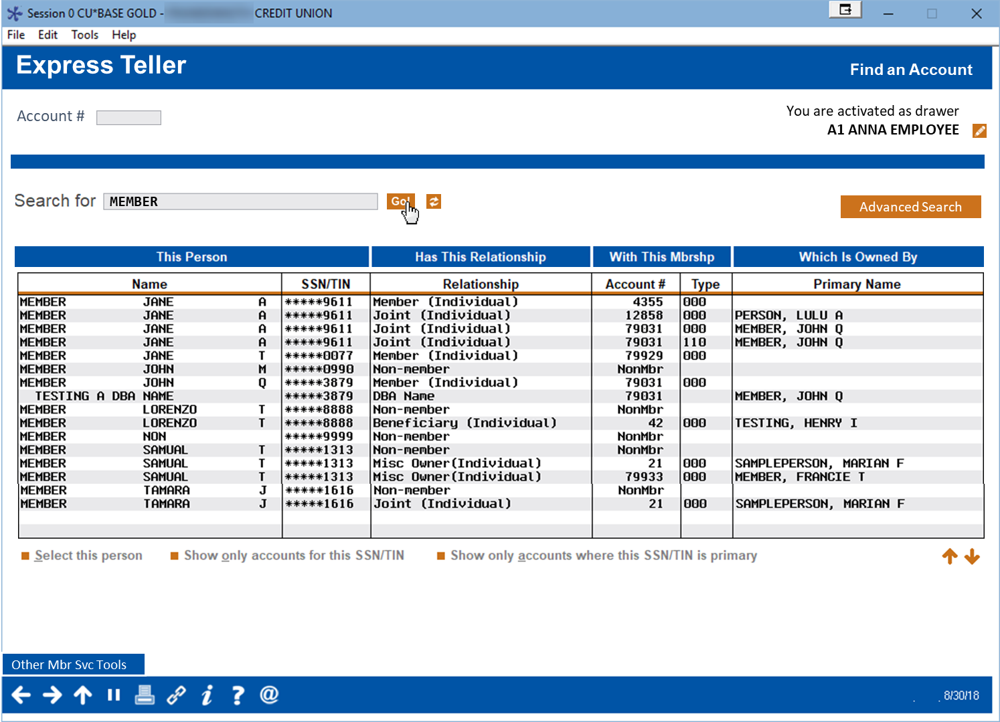 Session 0 CU*BASE GOLD - CREDIT UNION
File Edit Tools Help
Express Teller
Find an Account
Account #
You are activated as drawer
A1 ANNA EMPLOYEE
Search for MEMBER Go!
Advanced Search
This Person Has This Relationship With This Mbrshp Which Is Owned By
Name SSN/TIN Relationship Account # Type Primary Name
MEMBER JANE A *****9611 Member (Individual) 4355 000
MEMBER JANE A *****9611 Joint (Individual) 12858 000 PERSON, LULU A
MEMBER JANE A *****9611 Joint (Individual) 79031 000 MEMBER, JOHN Q
MEMBER JANE A *****9611 Joint (Individual) 79031 110 MEMBER, JOHN Q
MEMBER JANE T *****0077 Member (Individual) 79929 000
MEMBER JOHN M *****0990 Non-member NonMbr
MEMBER JOHN Q *****3879 Member (Individual) 79031 000
TESTING A DBA NAME *****3879 DBA Name 79031 MEMBER, JOHN Q
MEMBER LORENZO T *****8888 Non-member NonMbr
MEMBER LORENZO T *****8888 Beneficiary (Individual) 42 000 TESTING, HENRY I
MEMBER NON *****9999 Non-member NonMbr
MEMBER SAMUAL T *****1313 Non-member NonMbr
MEMBER SAMUAL T *****1313 Misc Owner(Individual) 21 000 SAMPLEPERSON, MARIAN F
MEMBER SAMUAL T *****1313 Misc Owner(Individual) 79933 000 MEMBER, FRANCIE T
MEMBER TAMARA J *****1616 Non-member NonMbr
MEMBER TAMARA J *****1616 Joint (Individual) 21 000 SAMPLEPERSON, MARIAN F
Select this person Show only accounts for this SSN/TIN Show only accounts where this SSN/TIN is primary
Other Mbr Svc Tools
8/30/18